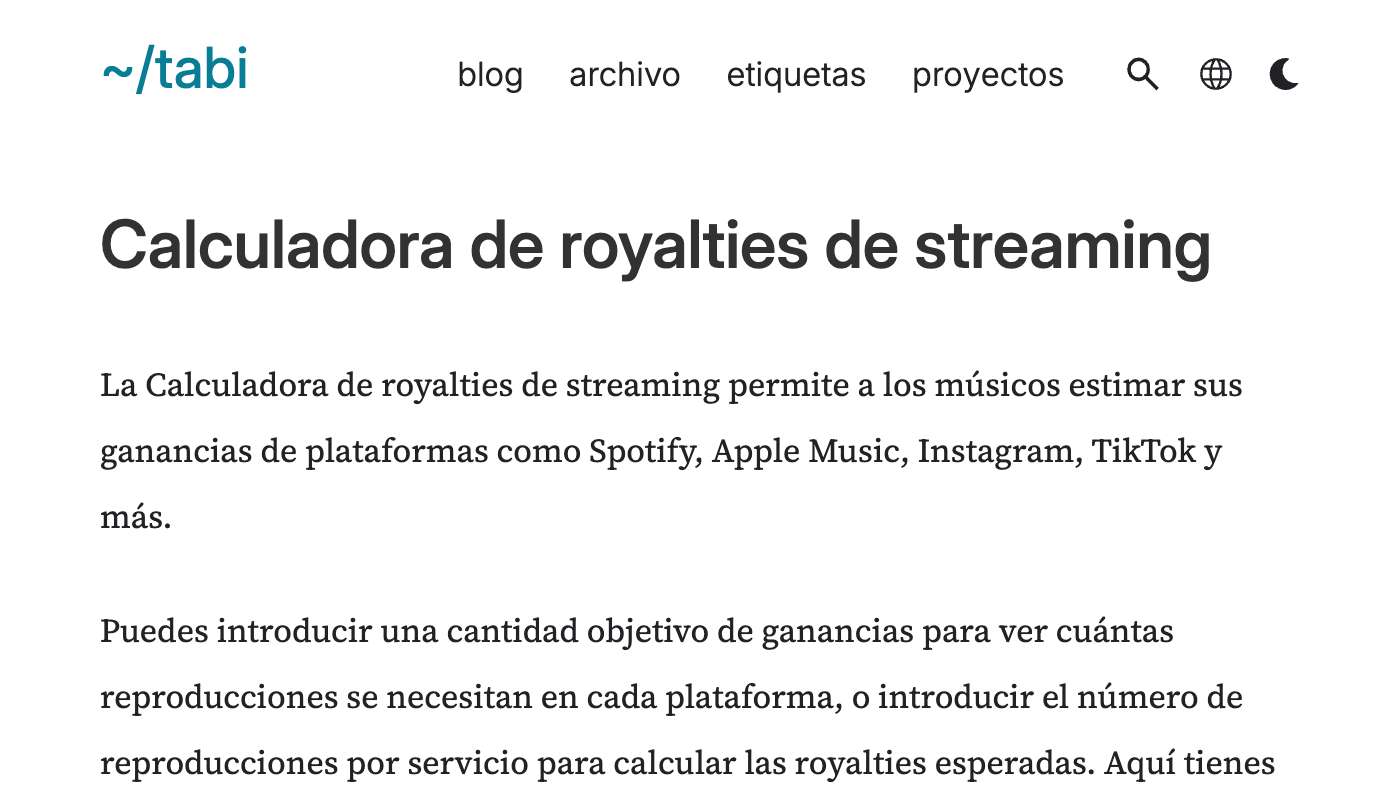 ~/tabi
blog archivo etiquetas proyectos
Calculadora de royalties de streaming
La Calculadora de royalties de streaming permite a los músicos estimar sus
ganancias de plataformas como Spotify, Apple Music, Instagram, TikTok y
más.
Puedes introducir una cantidad objetivo de ganancias para ver cuántas
reproducciones se necesitan en cada plataforma, o introducir el número de
reproducciones por servicio para calcular las royalties esperadas. Aquí tienes